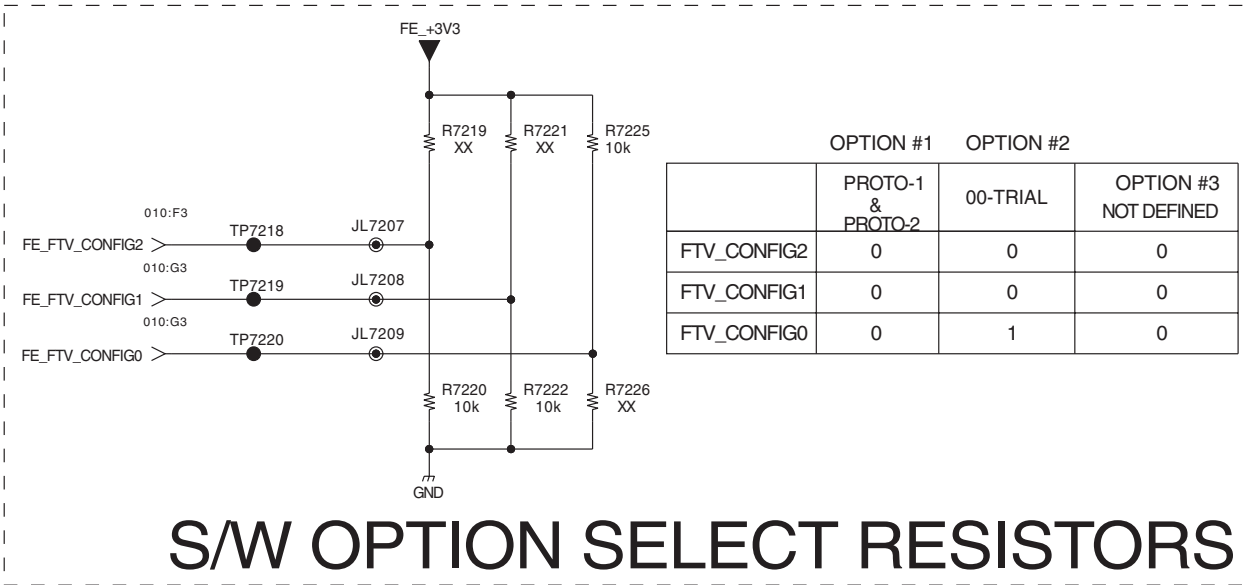 FE_+3V3
R7219
XX
R7221
XX
R7225
10k
010:F3
FE_FTV_CONFIG2
TP7218
JL7207
010:G3
FE_FTV_CONFIG1
TP7219
JL7208
010:G3
FE_FTV_CONFIG0
TP7220
JL7209
R7220
10k
R7222
10k
R7226
XX
GND
OPTION #1 OPTION #2
PROTO-1
&
PROTO-2
00-TRIAL
OPTION #3
NOT DEFINED
FTV_CONFIG2 0 0 0
FTV_CONFIG1 0 0 0
FTV_CONFIG0 0 1 0
S/W OPTION SELECT RESISTORS